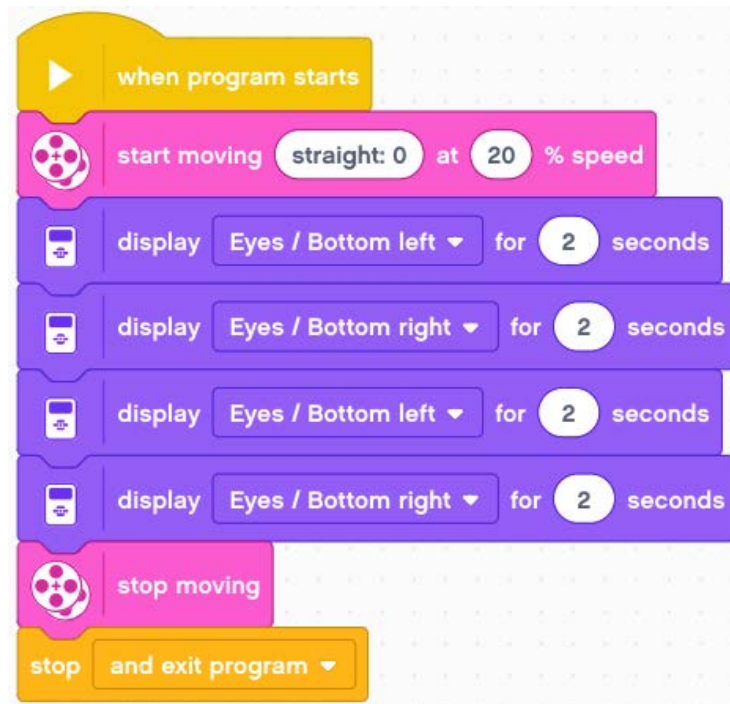 when program starts
start moving straight: 0 at 20 % speed
display Eyes / Bottom left for 2 seconds
display Eyes / Bottom right for 2 seconds
display Eyes / Bottom left for 2 seconds
display Eyes / Bottom right for 2 seconds
stop moving
stop and exit program